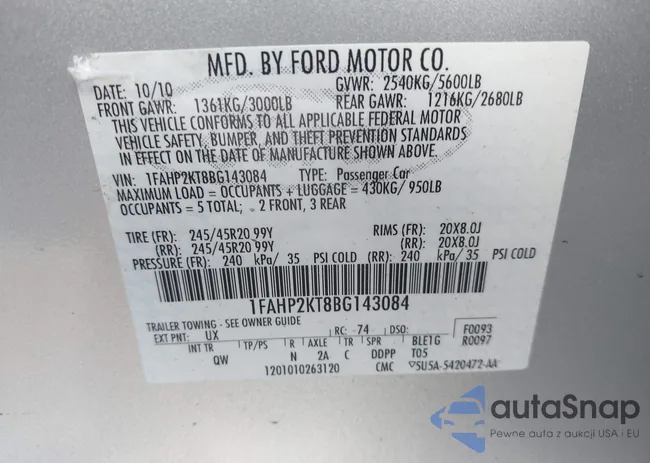 MFD. BY FORD MOTOR CO.
DATE: 10/10 GVWR: 2540KG/5600LB
FRONT GAWR: 1361KG/3000LB REAR GAWR: 1216KG/2680LB
THIS VEHICLE CONFORMS TO ALL APPLICABLE FEDERAL MOTOR
VEHICLE SAFETY, BUMPER, AND THEFT PREVENTION STANDARDS
IN EFFECT ON THE DATE OF MANUFACTURE SHOWN ABOVE.
VIN: 1FAHP2KT8BG143084 TYPE: Passenger Car
MAXIMUM LOAD = OCCUPANTS + LUGGAGE = 430KG/ 950LB
OCCUPANTS = 5 TOTAL; 2 FRONT, 3 REAR
TIRE (FR): 245/45R20 99Y RIMS (FR): 20X8.0J
(RR): 245/45R20 99Y (RR): 20X8.0J
PRESSURE (FR): 240 kPa/ 35 PSI COLD (RR): 240 kPa/ 35 PSI COLD
1FAHP2KT8BG143084
TRAILER TOWING - SEE OWNER GUIDE
EXT PNT: UX RC: 74 DSO: F0093
INT TR TP/PS R AXLE TR SPR BLE1G R0097
QW N 2A C DDPP T05
1201010263120 CMC ▽5U5A-5420472-AA
autoSnap
Pewne auta z aukcji USA i EU